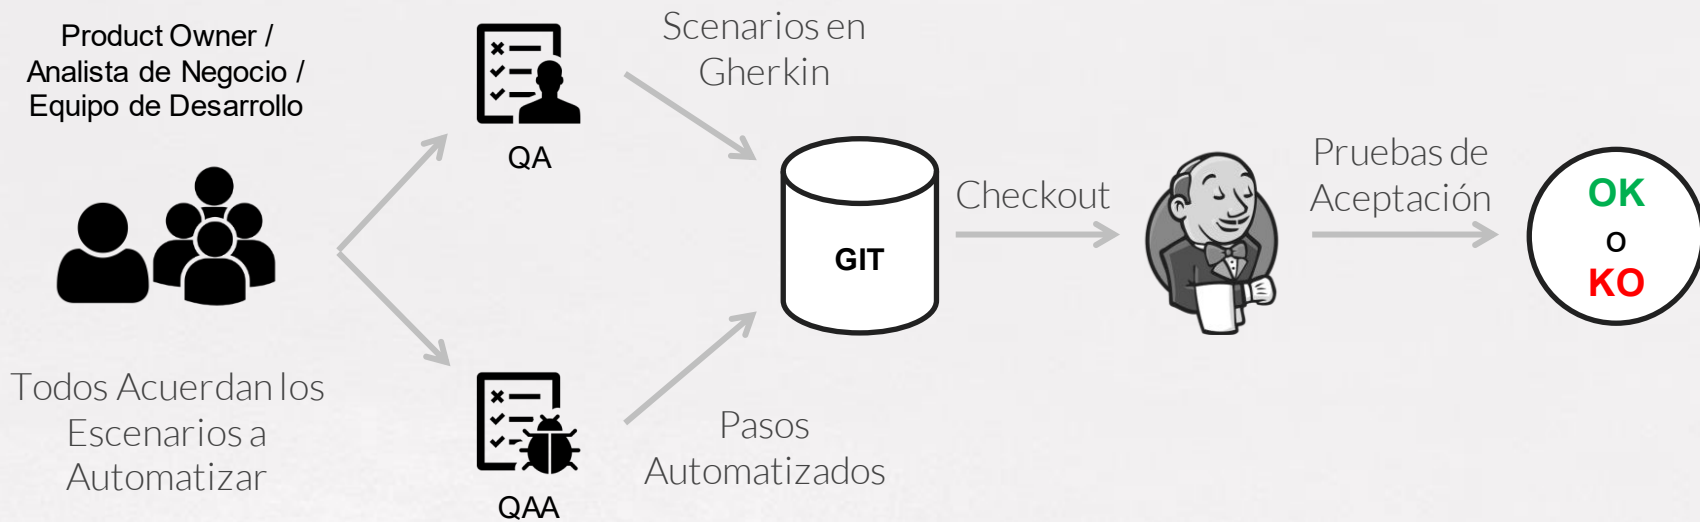 Product Owner /
Analista de Negocio /
Equipo de Desarrollo
Todos Acuerdan los
Escenarios a
Automatizar
QA
QAA
Scenarios en
Gherkin
Pasos
Automatizados
GIT
Checkout
Pruebas de
Aceptación
OK
O
KO